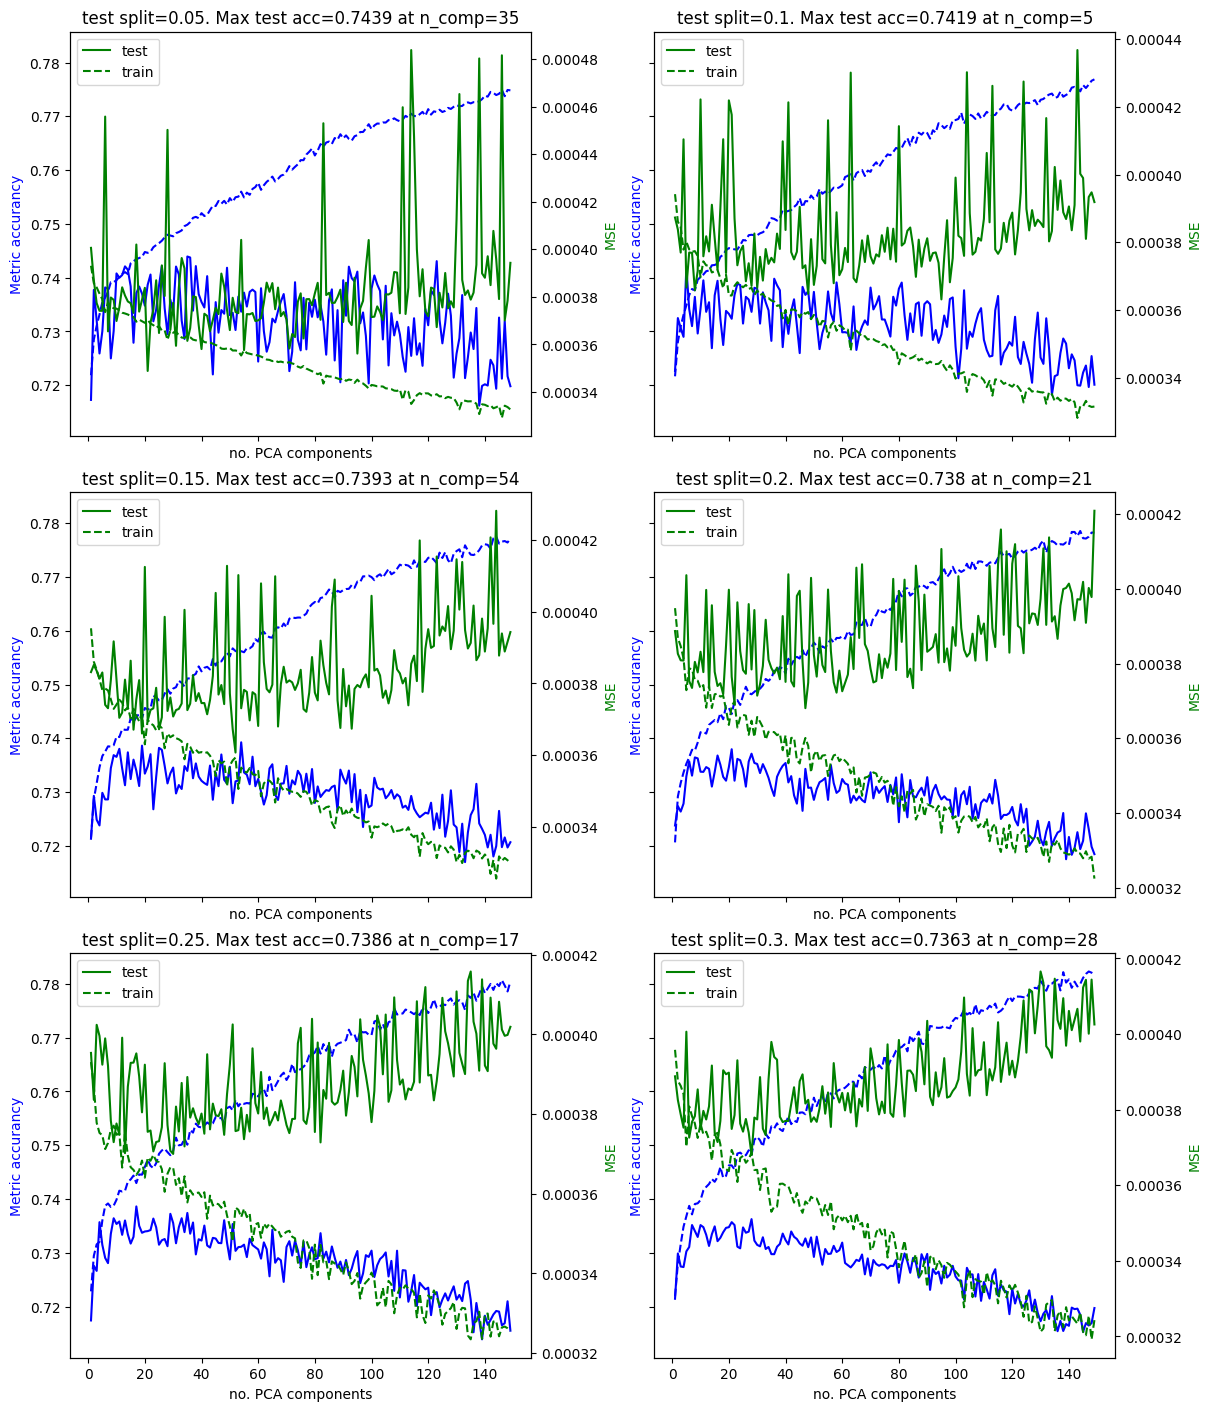 test split=0.05. Max test acc=0.7439 at n_comp=35
test
train
0.78
0.77
0.76
0.75
0.74
0.73
0.72
Metric accurancy
0.00048
0.00046
0.00044
0.00042
0.00040
0.00038
0.00036
0.00034
MSE
no. PCA components
test split=0.1. Max test acc=0.7419 at n_comp=5
test
train
Metric accurancy
0.00044
0.00042
0.00040
0.00038
0.00036
0.00034
MSE
no. PCA components
test split=0.15. Max test acc=0.7393 at n_comp=54
test
train
0.78
0.77
0.76
0.75
0.74
0.73
0.72
Metric accurancy
0.00042
0.00040
0.00038
0.00036
0.00034
MSE
no. PCA components
test split=0.2. Max test acc=0.738 at n_comp=21
test
train
Metric accurancy
0.00042
0.00040
0.00038
0.00036
0.00034
0.00032
MSE
no. PCA components
test split=0.25. Max test acc=0.7386 at n_comp=17
test
train
0.78
0.77
0.76
0.75
0.74
0.73
0.72
Metric accurancy
0.00042
0.00040
0.00038
0.00036
0.00034
0.00032
MSE
0 20 40 60 80 100 120 140
no. PCA components
test split=0.3. Max test acc=0.7363 at n_comp=28
test
train
Metric accurancy
0.00042
0.00040
0.00038
0.00036
0.00034
0.00032
MSE
0 20 40 60 80 100 120 140
no. PCA components